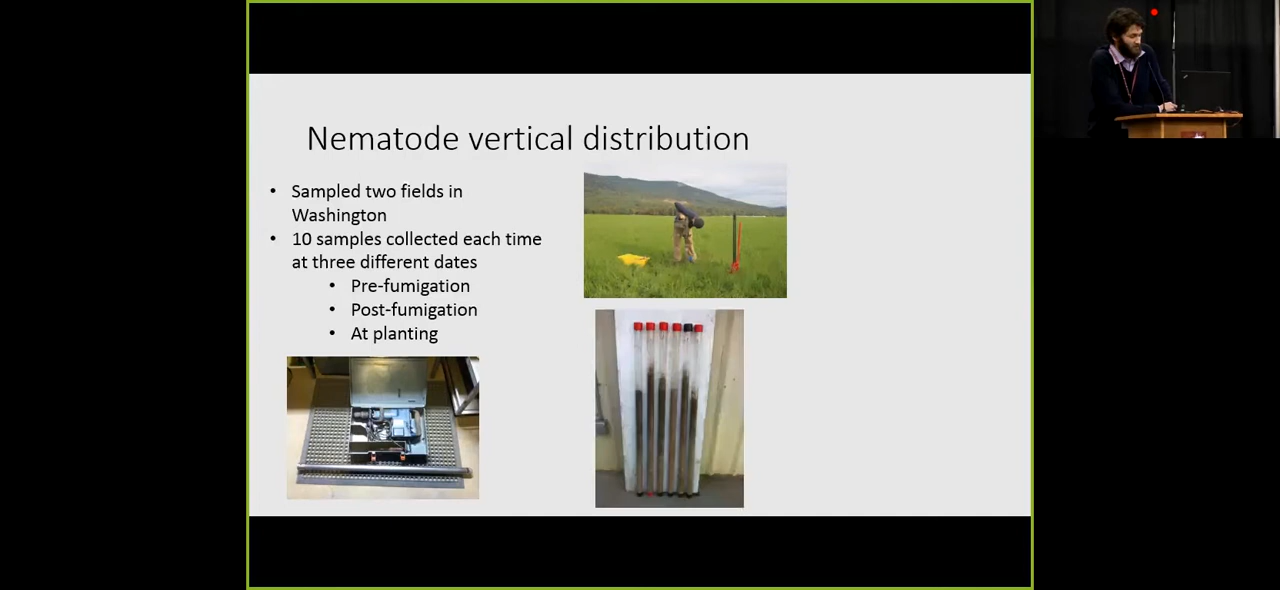 Nematode vertical distribution
• Sampled two fields in
Washington
• 10 samples collected each time
at three different dates
• Pre-fumigation
• Post-fumigation
• At planting